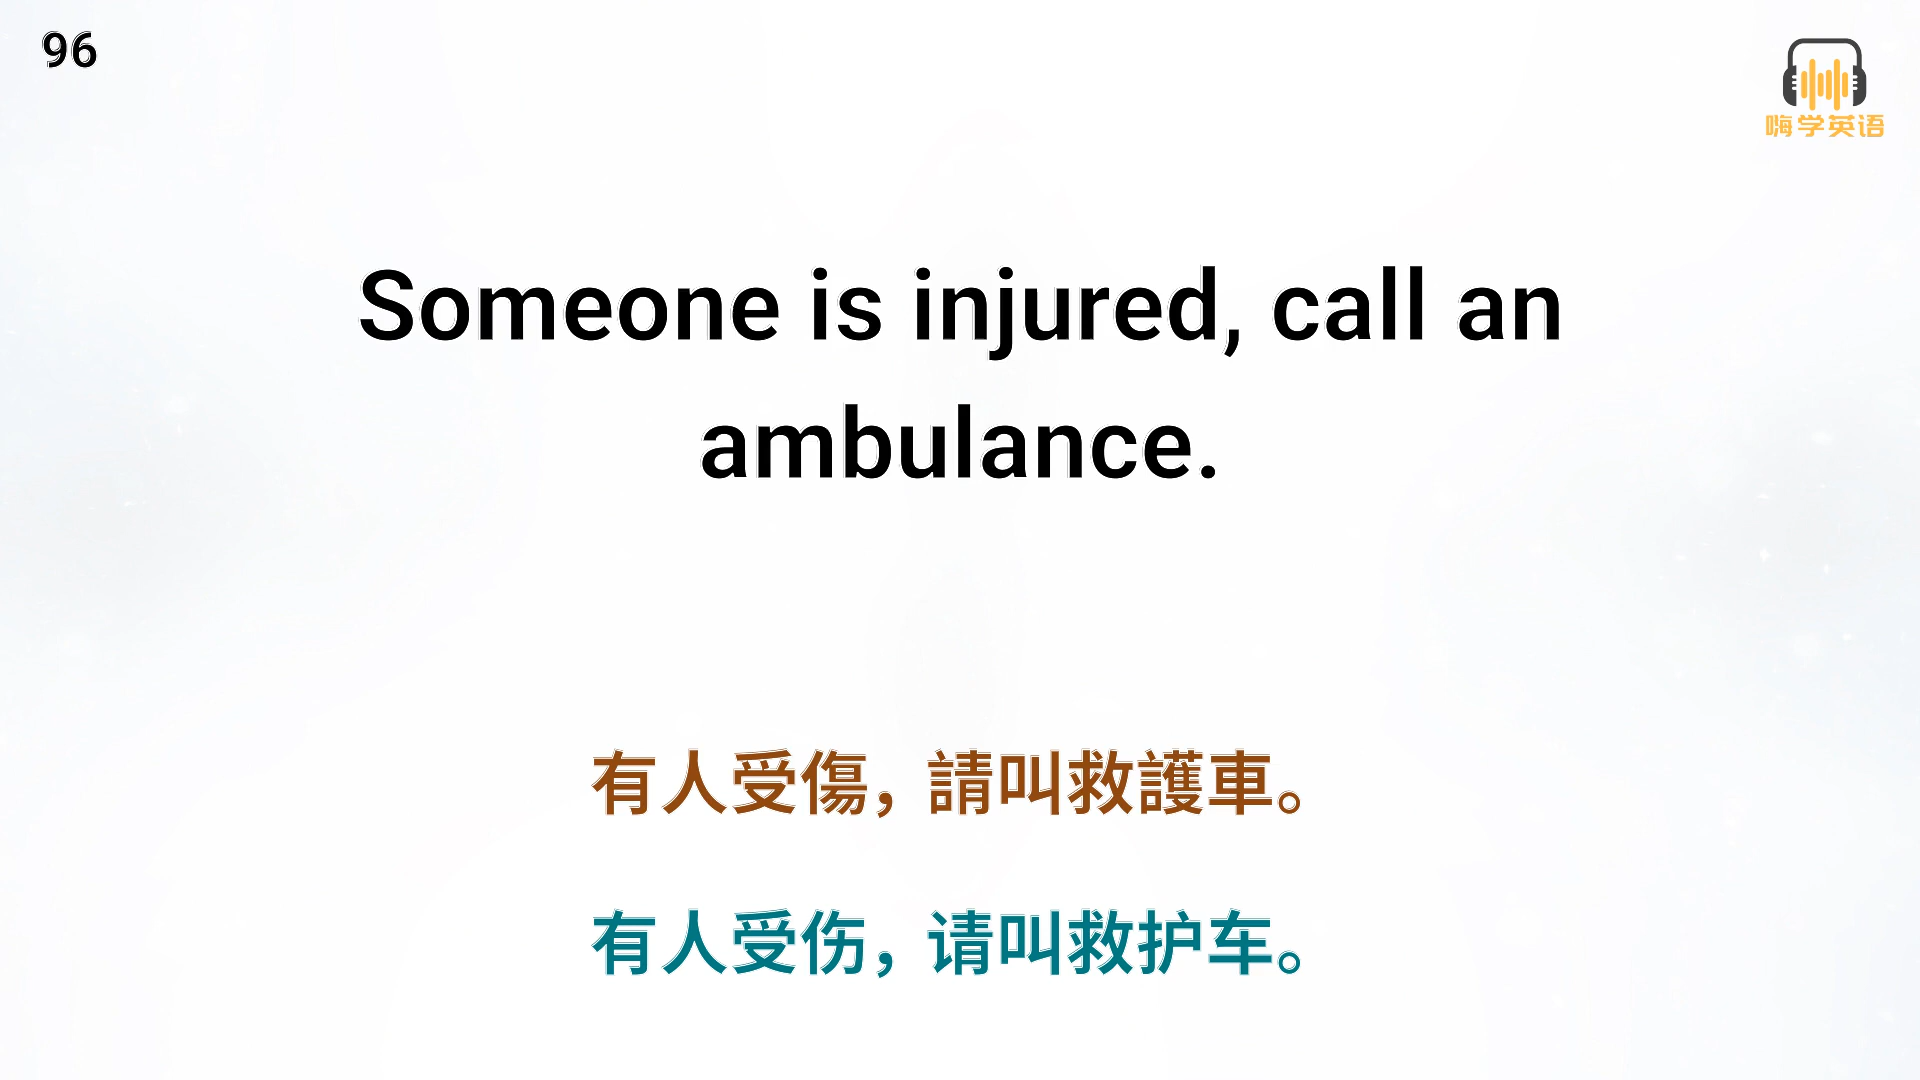 96
嗨学英语
Someone is injured, call an
ambulance.
有人受傷，請叫救護車。
有人受伤，请叫救护车。